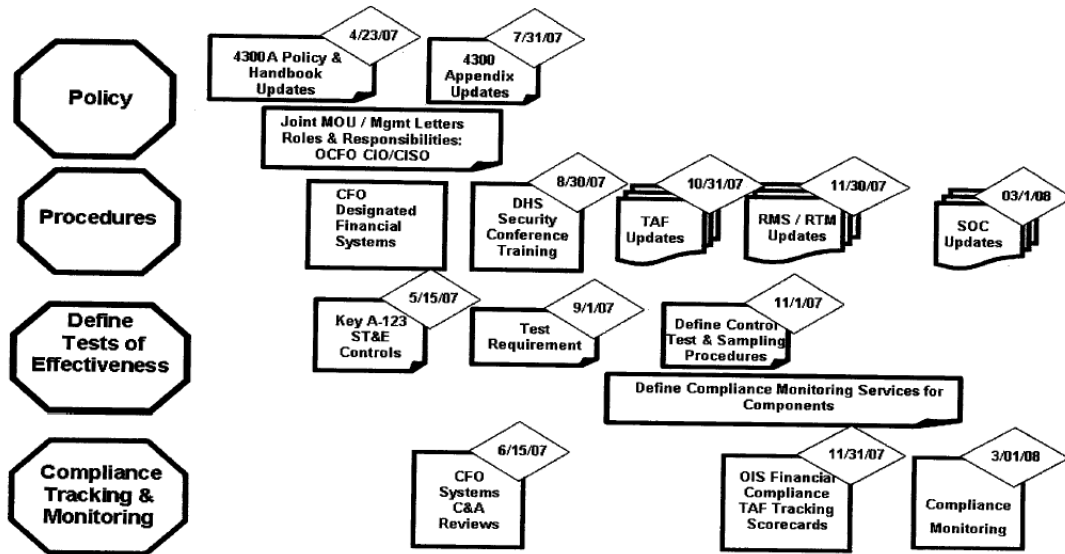 Policy
4/23/07
4300A Policy &
Handbook
Updates
7/31/07
4300
Appendix
Updates
Joint MOU / Mgmt Letters
Roles & Responsibilities:
OCFO CIO/CISO
Procedures
CFO
Designated
Financial
Systems
8/30/07
DHS
Security
Conference
Training
10/31/07
TAF
Updates
11/30/07
RMS / RTM
Updates
03/1/08
SOC
Updates
Define
Tests of
Effectiveness
5/15/07
Key A-123
ST&E
Controls
9/1/07
Test
Requirement
11/1/07
Define Control
Test & Sampling
Procedures
Define Compliance Monitoring Services for
Components
Compliance
Tracking &
Monitoring
6/15/07
CFO
Systems
C&A
Reviews
11/31/07
OIS Financial
Compliance
TAF Tracking
Scorecards
3/01/08
Compliance
Monitoring